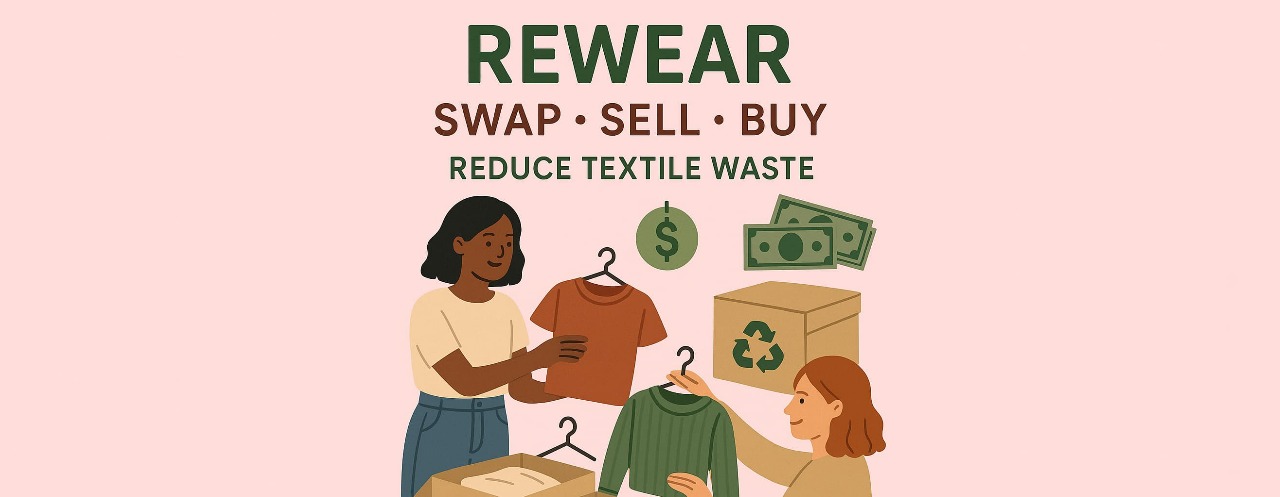 REWEAR
SWAP • SELL • BUY
REDUCE TEXTILE WASTE
$